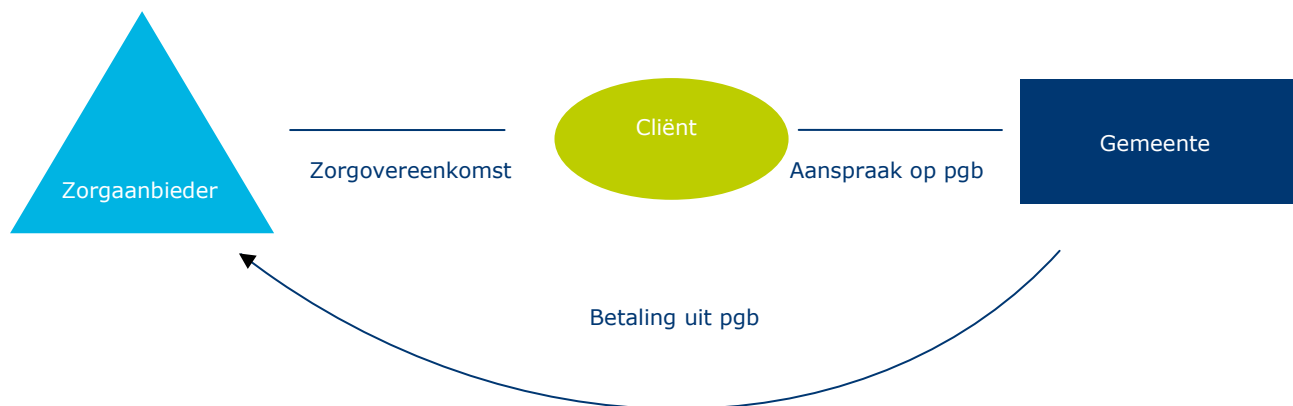 Cliënt
Gemeente
Zorgovereenkomst
Aanspraak op pgb
Zorgaanbieder
Betaling uit pgb